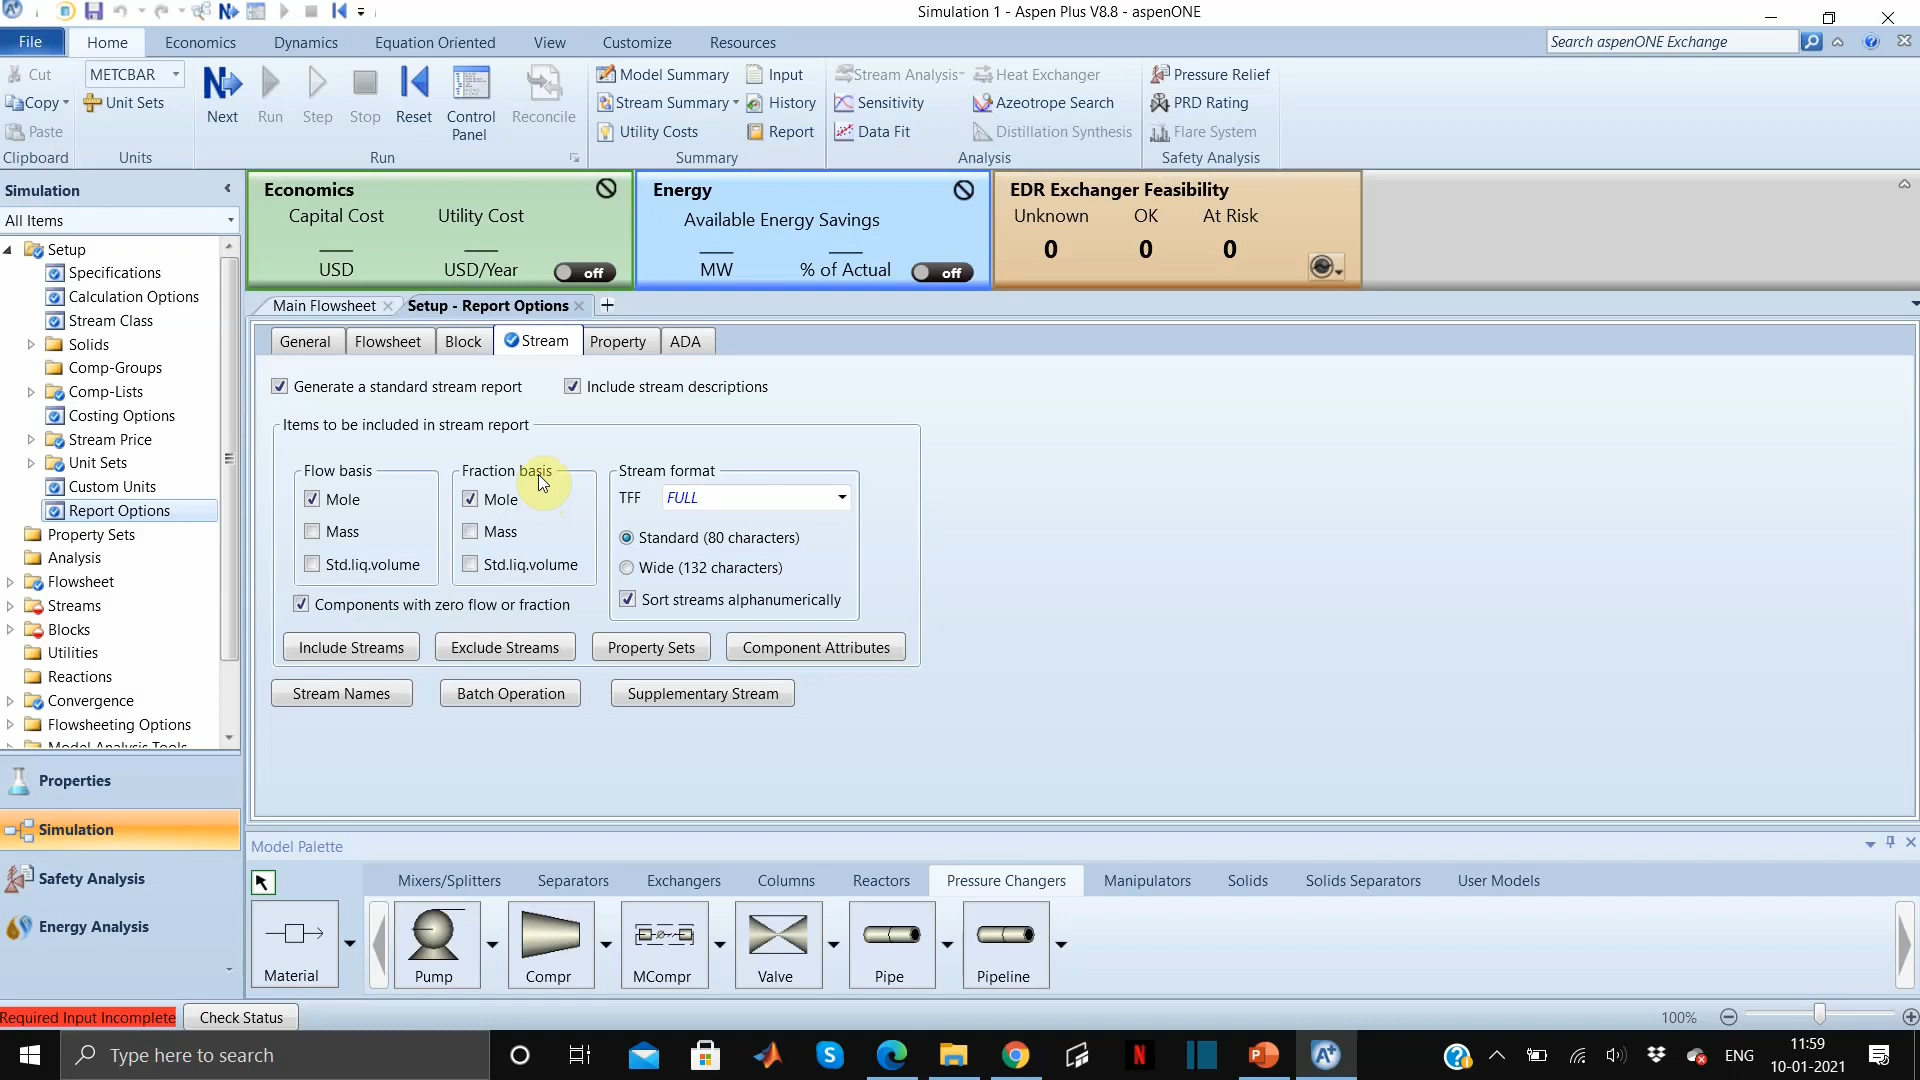 Simulation 1 - Aspen Plus V8.8 - aspenONE
File Home Economics Dynamics Equation Oriented View Customize Resources Search aspenONE Exchange
Cut METCBAR Model Summary Input Stream Analysis Heat Exchanger Pressure Relief
Copy Unit Sets Next Run Step Stop Reset Control Panel Reconcile Stream Summary History Sensitivity Azeotrope Search PRD Rating
Paste Utility Costs Report Data Fit Distillation Synthesis Flare System
Clipboard Units Run Summary Analysis Safety Analysis
Simulation
All Items
Setup
Specifications
Calculation Options
Stream Class
Solids
Comp-Groups
Comp-Lists
Costing Options
Stream Price
Unit Sets
Custom Units
Report Options
Property Sets
Analysis
Flowsheet
Streams
Blocks
Utilities
Reactions
Convergence
Flowsheeting Options
Model Analysis Tools
Properties
Simulation
Safety Analysis
Energy Analysis
Economics
Capital Cost Utility Cost
USD USD/Year off
Energy
Available Energy Savings
MW % of Actual off
EDR Exchanger Feasibility
Unknown OK At Risk
0 0 0
Main Flowsheet Setup - Report Options
General Flowsheet Block Stream Property ADA
Generate a standard stream report Include stream descriptions
Items to be included in stream report
Flow basis Fraction basis Stream format
Mole Mole TFF FULL
Mass Mass Standard (80 characters)
Std.liq.volume Std.liq.volume Wide (132 characters)
Components with zero flow or fraction Sort streams alphanumerically
Include Streams Exclude Streams Property Sets Component Attributes
Stream Names Batch Operation Supplementary Stream
Model Palette
Mixers/Splitters Separators Exchangers Columns Reactors Pressure Changers Manipulators Solids Solids Separators User Models
Material Pump Compr MCompr Valve Pipe Pipeline
Required Input Incomplete Check Status 100%
Type here to search ENG 11:59
10-01-2021